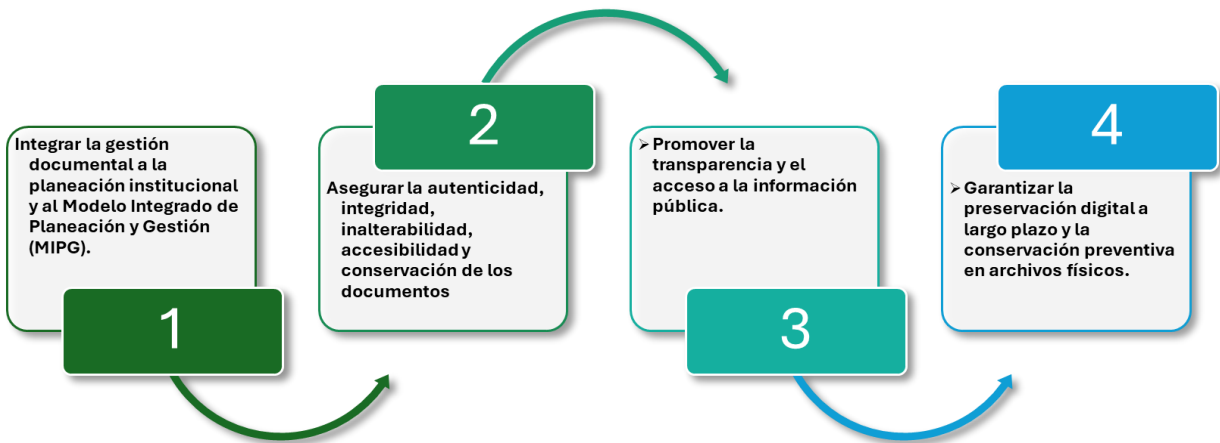 Integrar la gestión
documental a la
planeación institucional
y al Modelo Integrado de
Planeación y Gestión
(MIPG).
1
2
Asegurar la autenticidad,
integridad,
inalterabilidad,
accesibilidad y
conservación de los
documentos
➢ Promover la
transparencia y el
acceso a la información
pública.
3
4
➢ Garantizar la
preservación digital a
largo plazo y la
conservación preventiva
en archivos físicos.